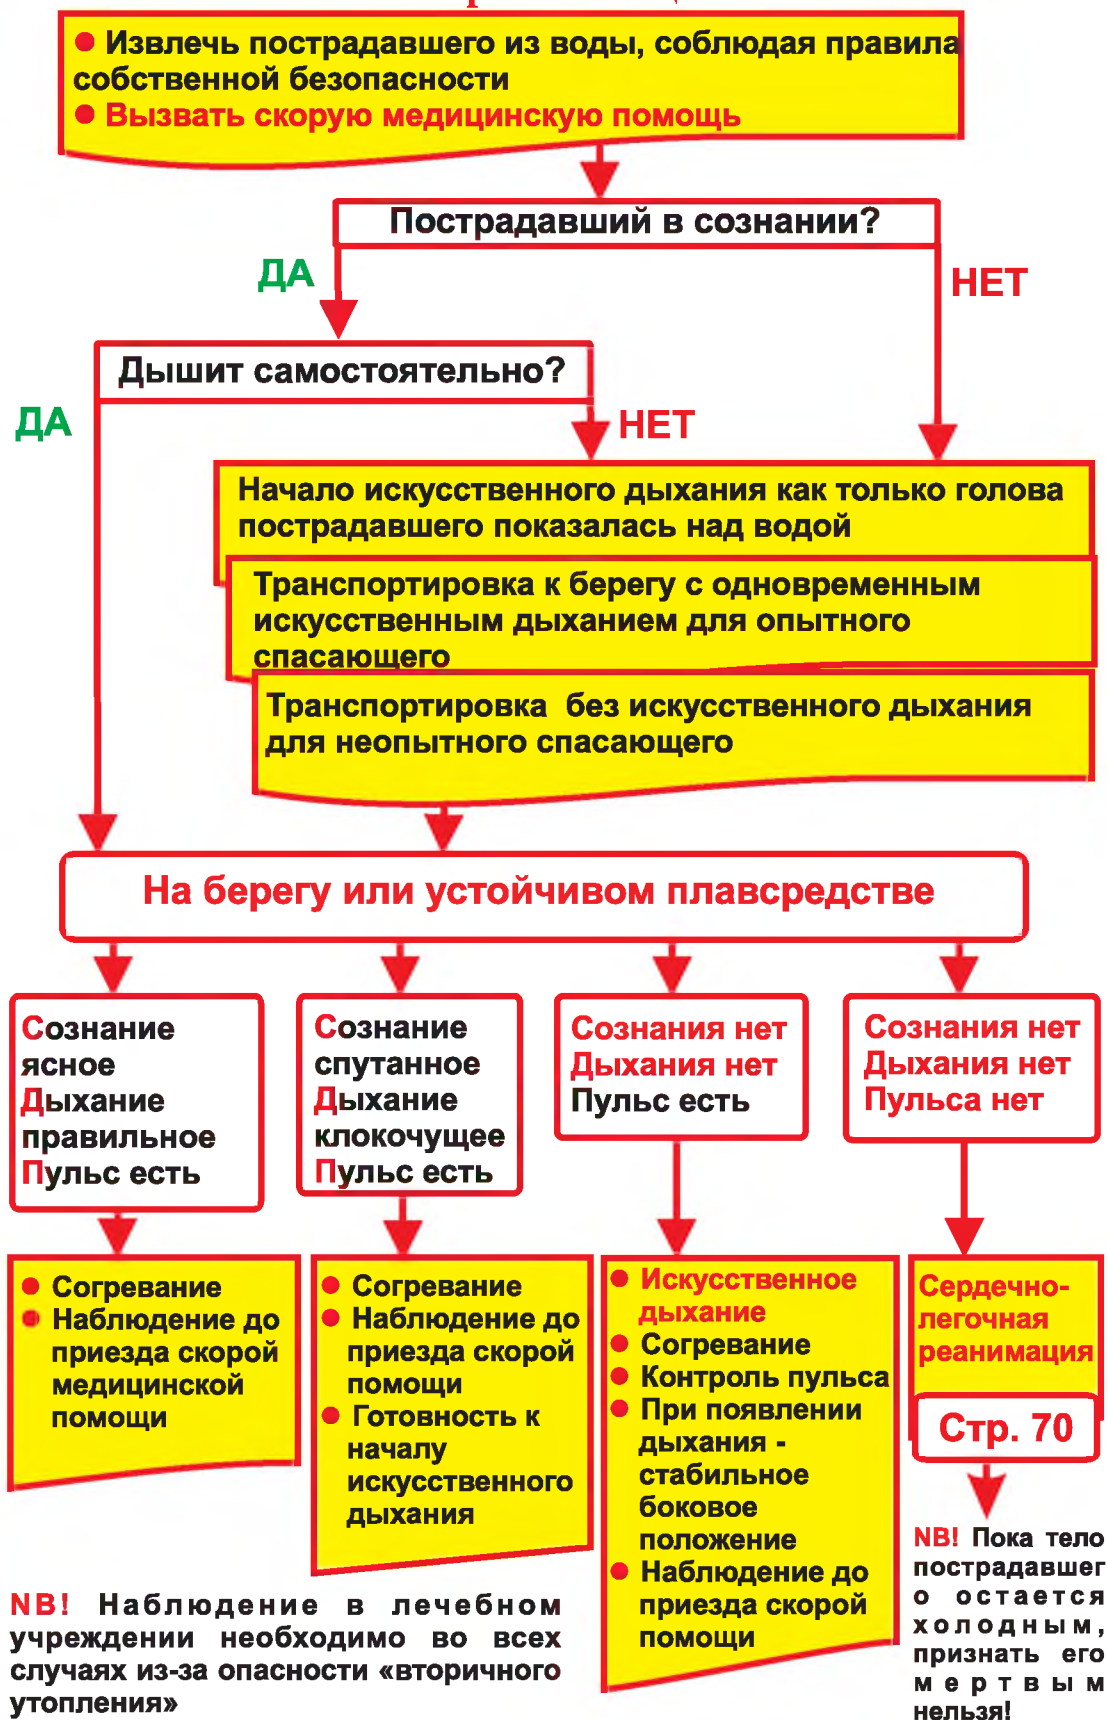 ● Извлечь пострадавшего из воды, соблюдая правила
собственной безопасности
● Вызвать скорую медицинскую помощь
Пострадавший в сознании?
ДА
НЕТ
Дышит самостоятельно?
ДА
НЕТ
Начало искусственного дыхания как только голова
пострадавшего показалась над водой
Транспортировка к берегу с одновременным
искусственным дыханием для опытного
спасающего
Транспортировка без искусственного дыхания
для неопытного спасающего
На берегу или устойчивом плавсредстве
Сознание
ясное
Дыхание
правильное
Пульс есть
Сознание
спутанное
Дыхание
клокочущее
Пульс есть
Сознания нет
Дыхания нет
Пульс есть
Сознания нет
Дыхания нет
Пульса нет
● Согревание
● Наблюдение до
приезда скорой
медицинской
помощи
● Согревание
● Наблюдение до
приезда скорой
помощи
● Готовность к
началу
искусственного
дыхания
● Искусственное
дыхание
● Согревание
● Контроль пульса
● При появлении
дыхания -
стабильное
боковое
положение
● Наблюдение до
приезда скорой
помощи
Сердечно-
легочная
реанимация
Стр. 70
NB! Пока тело
пострадавшег
о остается
холодным,
признать его
мертвым
нельзя!
NB! Наблюдение в лечебном
учреждении необходимо во всех
случаях из-за опасности «вторичного
утопления»